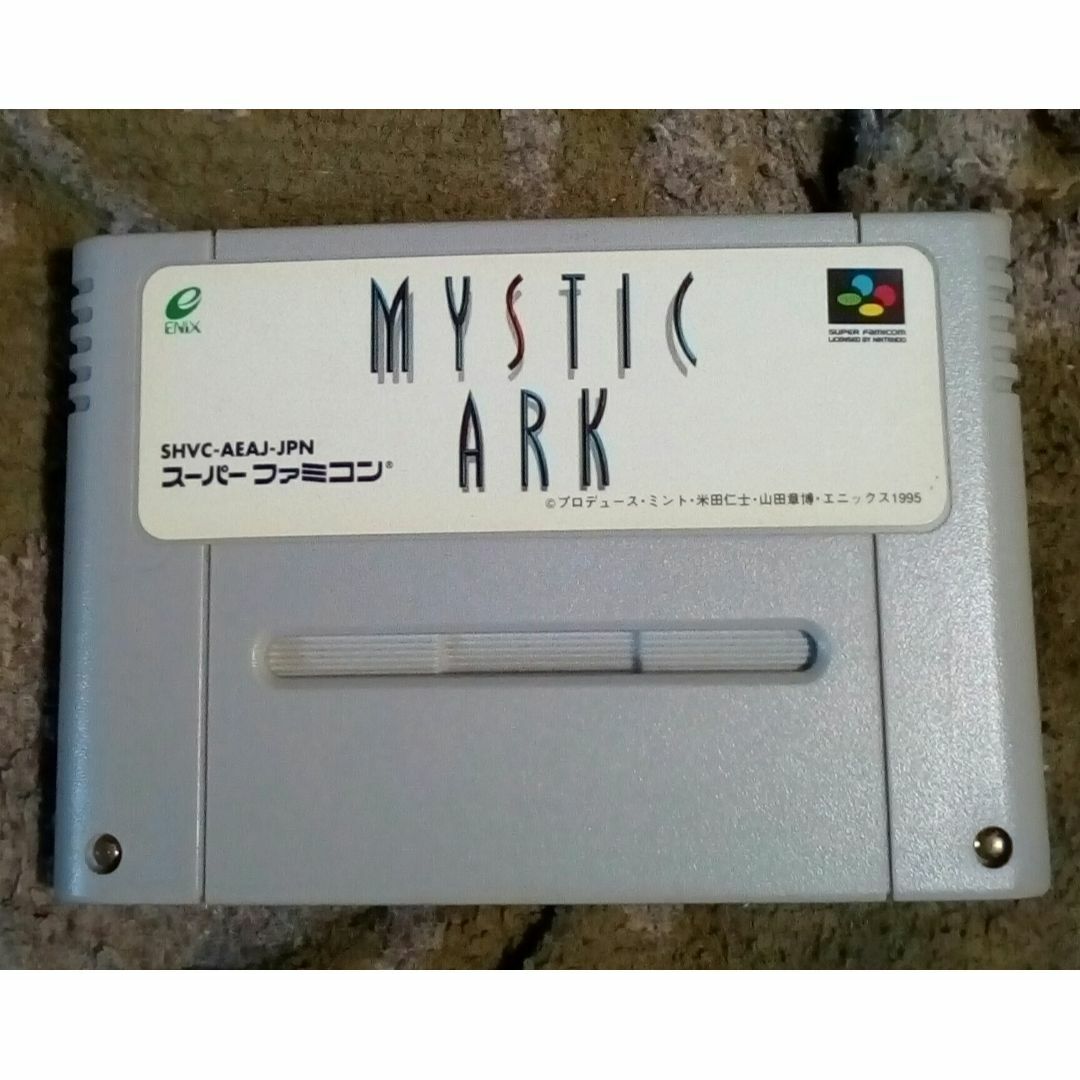 ENIX
MYSTIC
ARK
SUPER FAMICOM
LICENSED BY NINTENDO
SHVC-AEAJ-JPN
スーパーファミコン®
©プロデュース・ミント・米田仁士・山田章博・エニックス1995